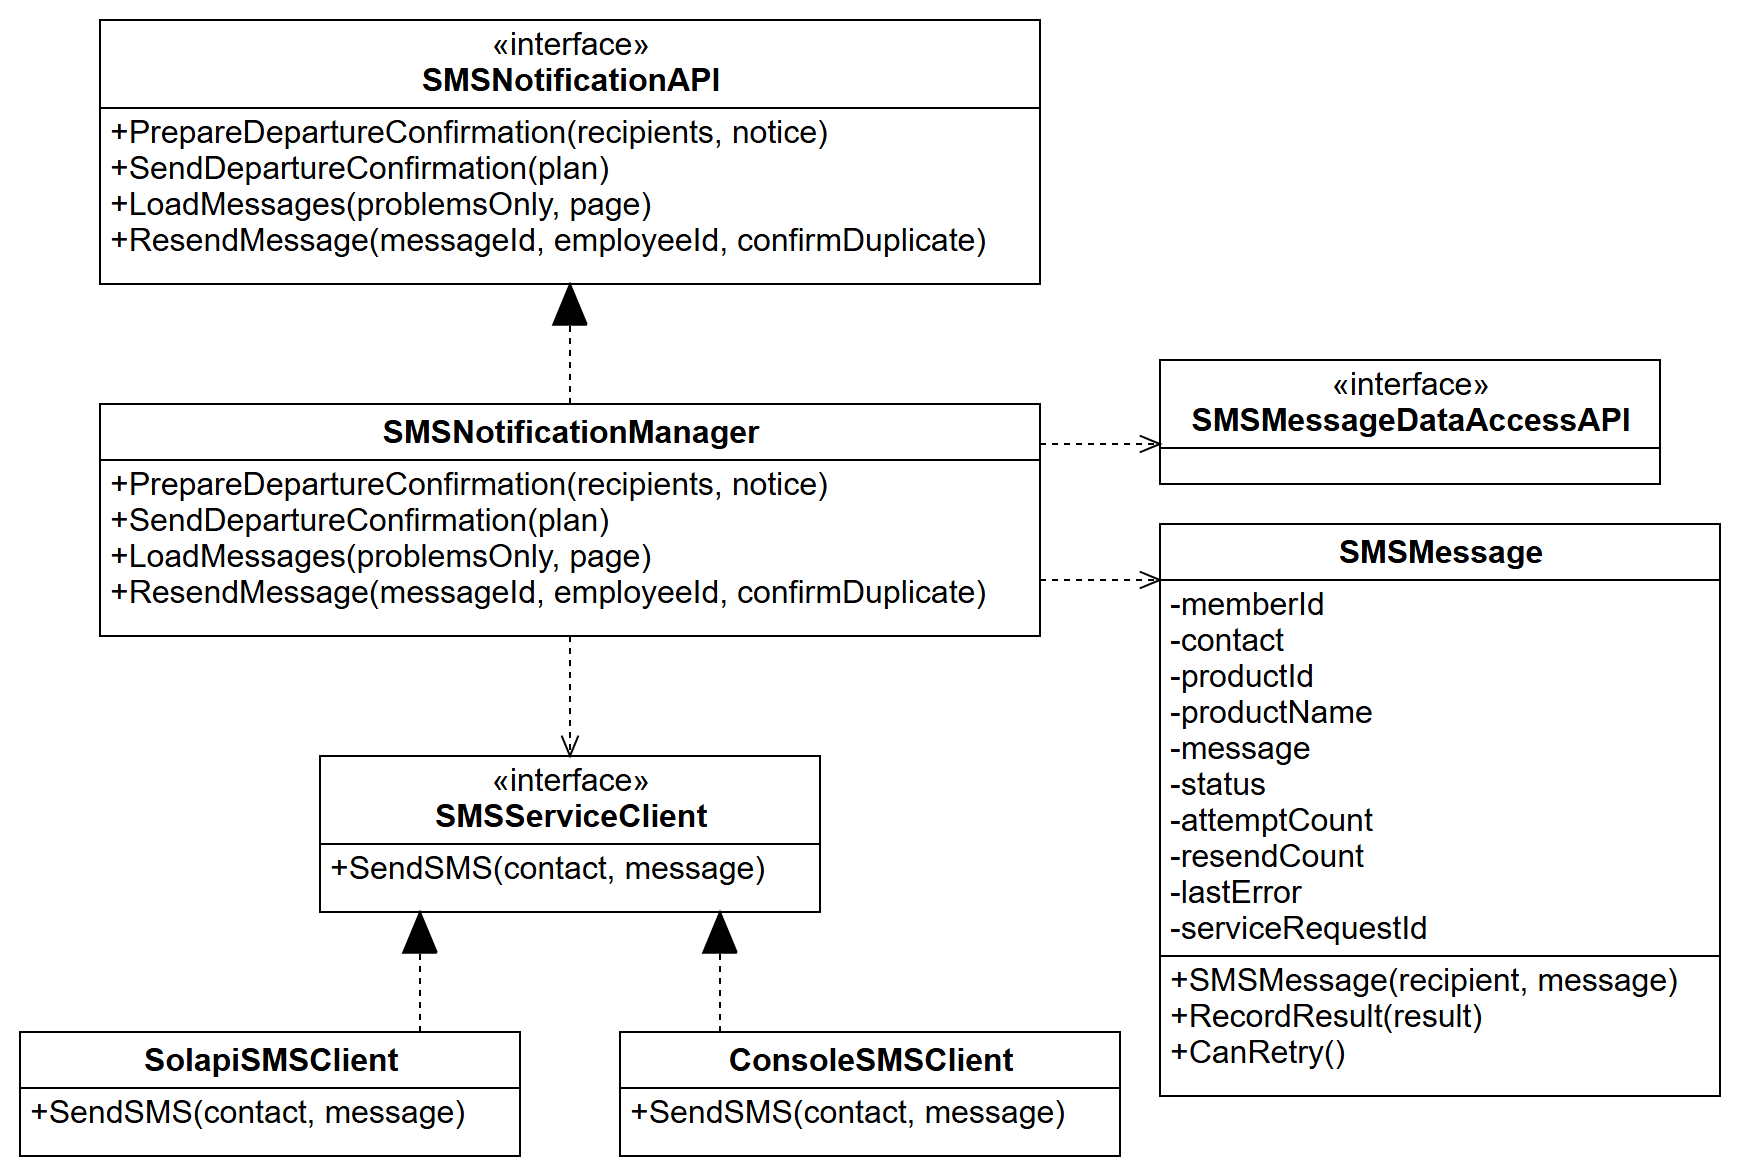 «interface»
SMSNotificationAPI
+PrepareDepartureConfirmation(recipients, notice)
+SendDepartureConfirmation(plan)
+LoadMessages(problemsOnly, page)
+ResendMessage(messageId, employeeId, confirmDuplicate)
SMSNotificationManager
+PrepareDepartureConfirmation(recipients, notice)
+SendDepartureConfirmation(plan)
+LoadMessages(problemsOnly, page)
+ResendMessage(messageId, employeeId, confirmDuplicate)
«interface»
SMSMessageDataAccessAPI
SMSMessage
-memberId
-contact
-productId
-productName
-message
-status
-attemptCount
-resendCount
-lastError
-serviceRequestId
+SMSMessage(recipient, message)
+RecordResult(result)
+CanRetry()
«interface»
SMSServiceClient
+SendSMS(contact, message)
SolapiSMSClient
+SendSMS(contact, message)
ConsoleSMSClient
+SendSMS(contact, message)